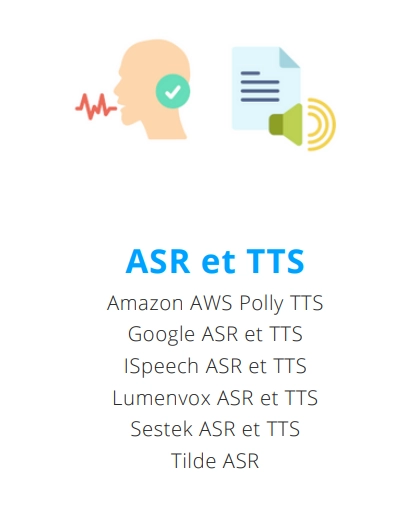 ASR et TTS
Amazon AWS Polly TTS
Google ASR et TTS
ISpeech ASR et TTS
Lumenvox ASR et TTS
Sestek ASR et TTS
Tilde ASR